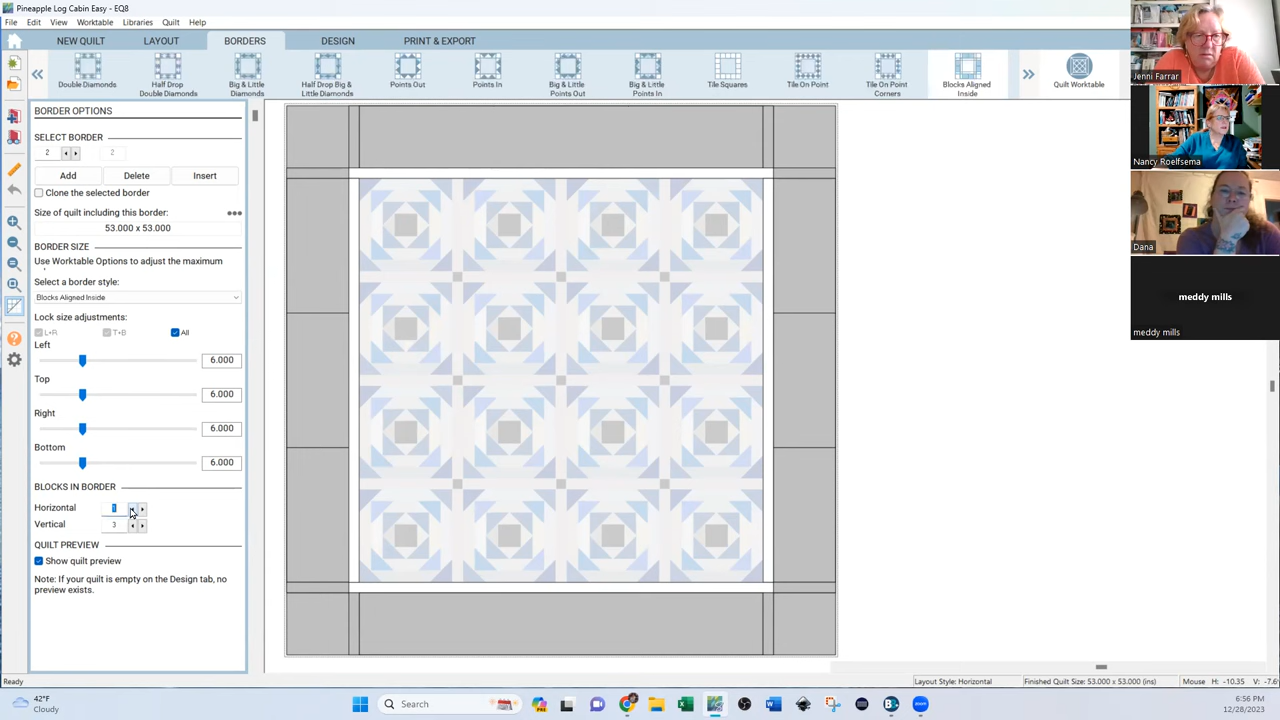 Pineapple Log Cabin Easy - EQ8
File Edit View Worktable Libraries Quilt Help
NEW QUILT LAYOUT BORDERS DESIGN PRINT & EXPORT
Double Diamonds
Half Drop Double Diamonds
Big & Little Diamonds
Half Drop Big & Little Diamonds
Points Out
Points In
Big & Little Points Out
Big & Little Points In
Tile Squares
Tile On Point
Tile On Point Corners
Blocks Aligned Inside
Quilt Worktable
BORDER OPTIONS
SELECT BORDER
2 2
Add Delete Insert
Clone the selected border
Size of quilt including this border:
53.000 x 53.000
BORDER SIZE
Use Worktable Options to adjust the maximum
Select a border style:
Blocks Aligned Inside
Lock size adjustments:
L+R T+B All
Left
6.000
Top
6.000
Right
6.000
Bottom
6.000
BLOCKS IN BORDER
Horizontal 1
Vertical 3
QUILT PREVIEW
Show quilt preview
Note: If your quilt is empty on the Design tab, no
preview exists.
Jenni Farrar
Nancy Roelfsema
Dana
meddy mills
meddy mills
Ready
Layout Style: Horizontal
Finished Quilt Size: 53.000 x 53.000 (ins)
Mouse H: -10.35 V: -7.6
42°F
Cloudy
Search
6:56 PM
12/28/2023